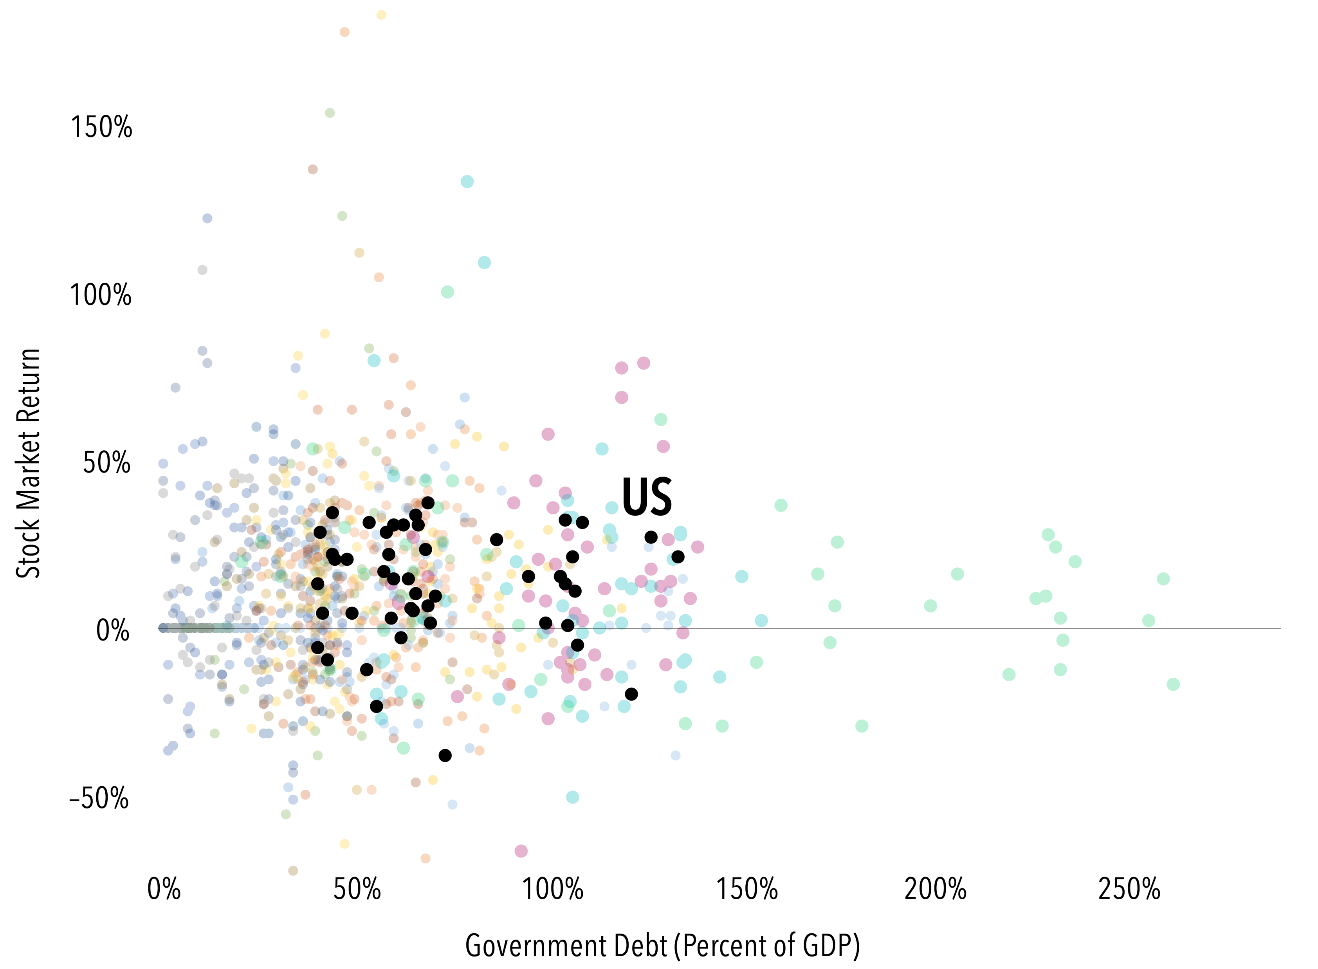 150%
100%
50%
0%
–50%
Stock Market Return
US
0% 50% 100% 150% 200% 250%
Government Debt (Percent of GDP)